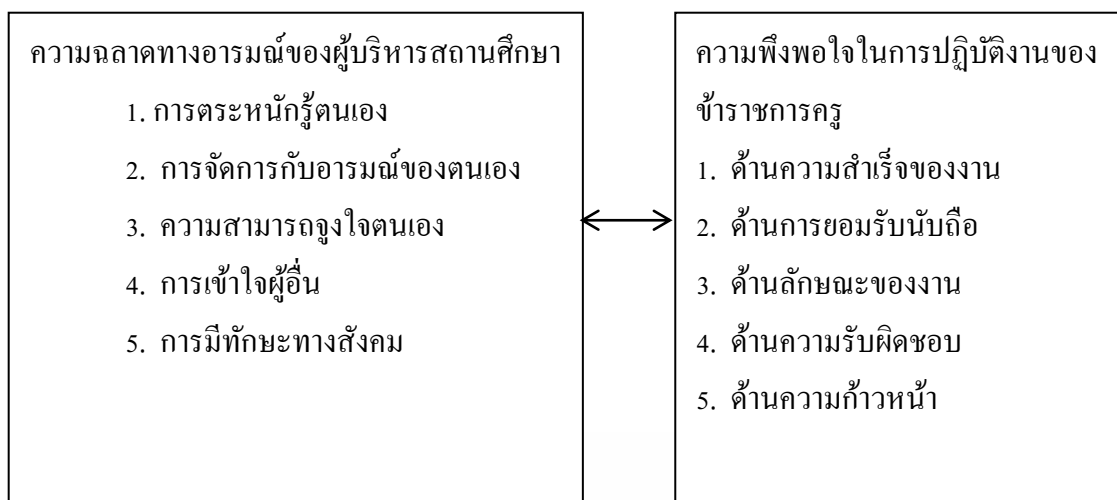 ความฉลาดทางอารมณ์ของผู้บริหารสถานศึกษา
1. การตระหนักรู้ตนเอง
2. การจัดการกับอารมณ์ของตนเอง
3. ความสามารถจูงใจตนเอง
4. การเข้าใจผู้อื่น
5. การมีทักษะทางสังคม
ความพึงพอใจในการปฏิบัติงานของ
ข้าราชการครู
1. ด้านความสำเร็จของงาน
2. ด้านการยอมรับนับถือ
3. ด้านลักษณะของงาน
4. ด้านความรับผิดชอบ
5. ด้านความก้าวหน้า